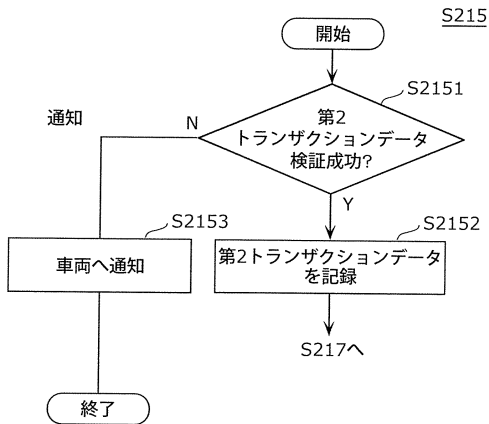 S215
開始
S2151
第2
トランザクションデータ
検証成功?
通知
N
Y
S2153
車両へ通知
S2152
第2トランザクションデータ
を記録
S217へ
終了